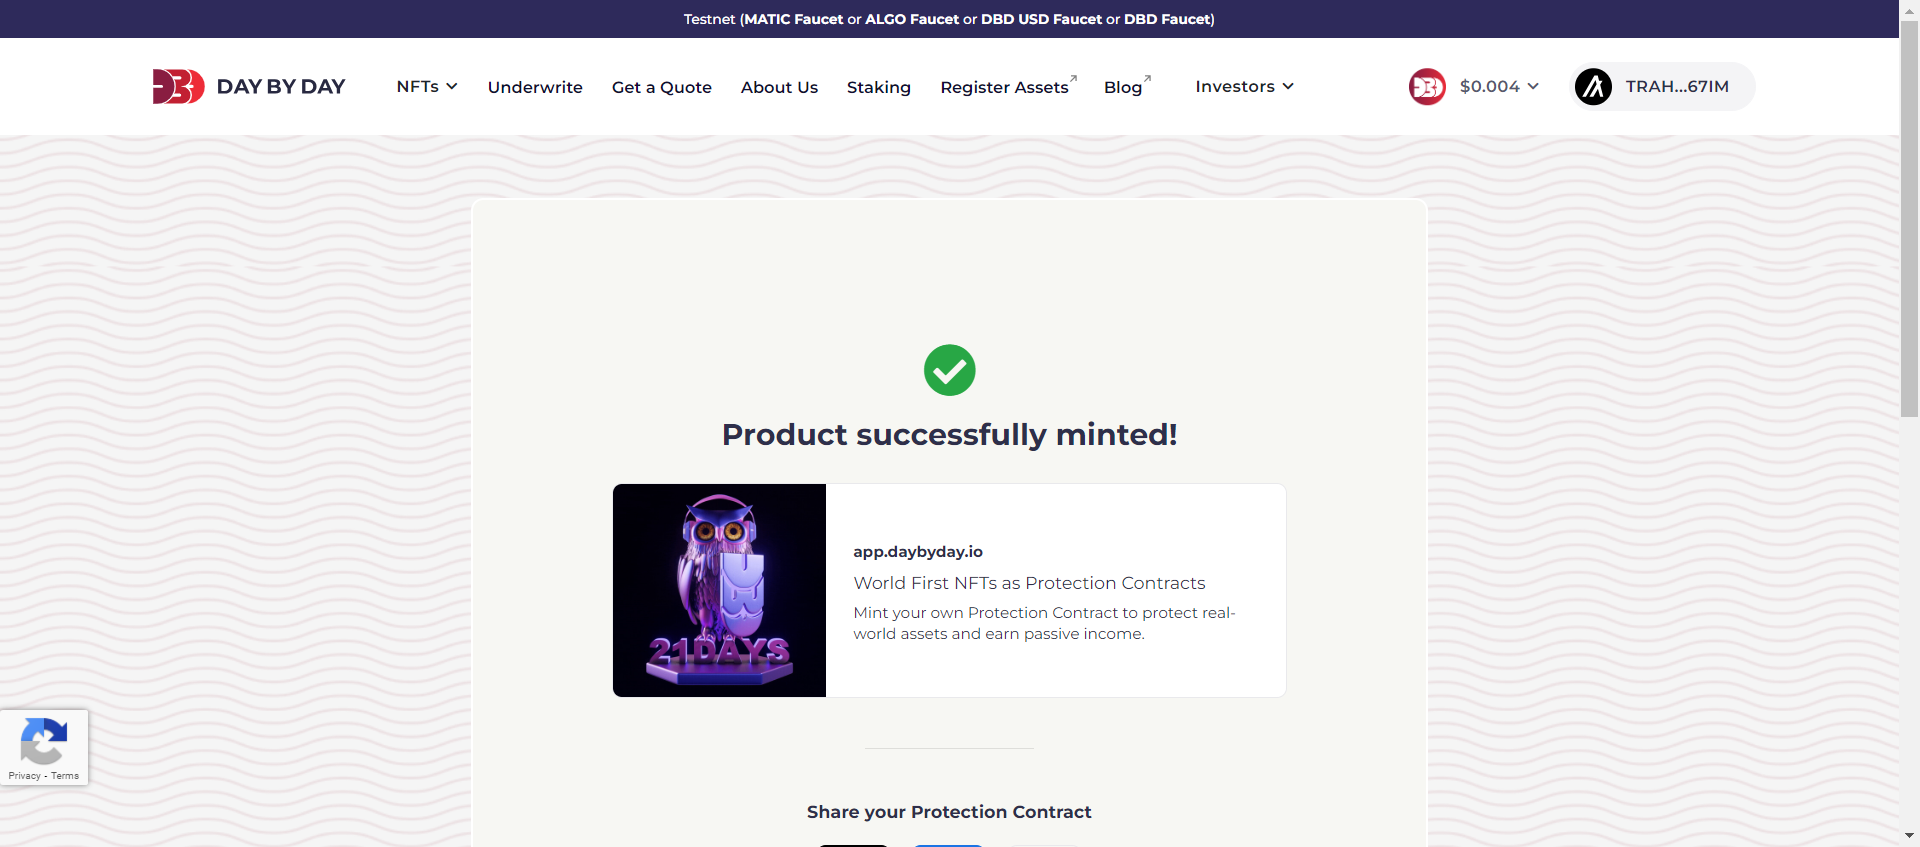 Testnet (MATIC Faucet or ALGO Faucet or DBD USD Faucet or DBD Faucet)
DAY BY DAY
NFTs
Underwrite
Get a Quote
About Us
Staking
Register Assets
Blog
Investors
$0.004
TRAH...67IM
Product successfully minted!
21DAYS
app.daybyday.io
World First NFTs as Protection Contracts
Mint your own Protection Contract to protect real-
world assets and earn passive income.
Privacy - Terms
Share your Protection Contract